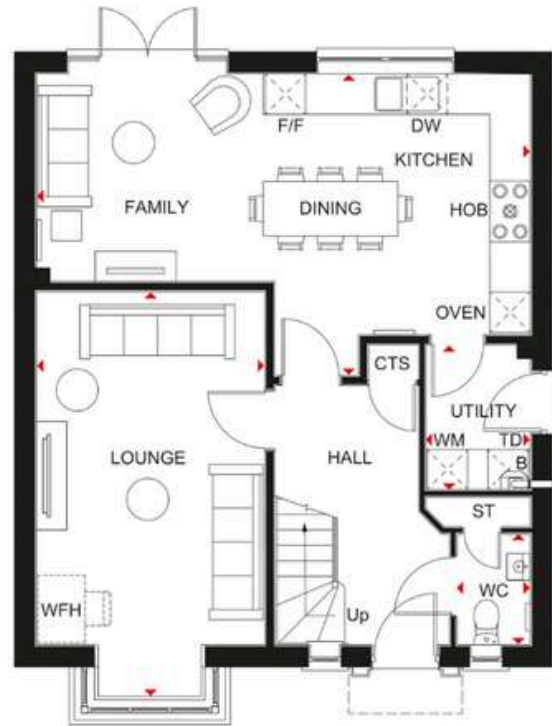 F/F
DW
KITCHEN
FAMILY
DINING
HOB
OVEN
CTS
UTILITY
WM
TD
LOUNGE
HALL
B
ST
WC
WFH
Up